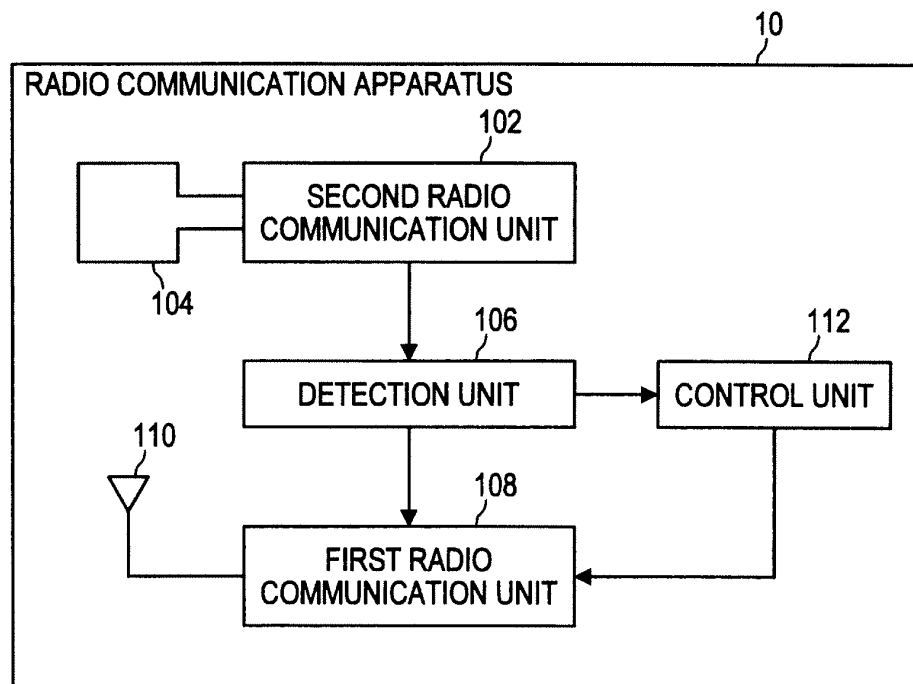 10
RADIO COMMUNICATION APPARATUS
102
SECOND RADIO
COMMUNICATION UNIT
104
106
DETECTION UNIT
112
CONTROL UNIT
110
108
FIRST RADIO
COMMUNICATION UNIT